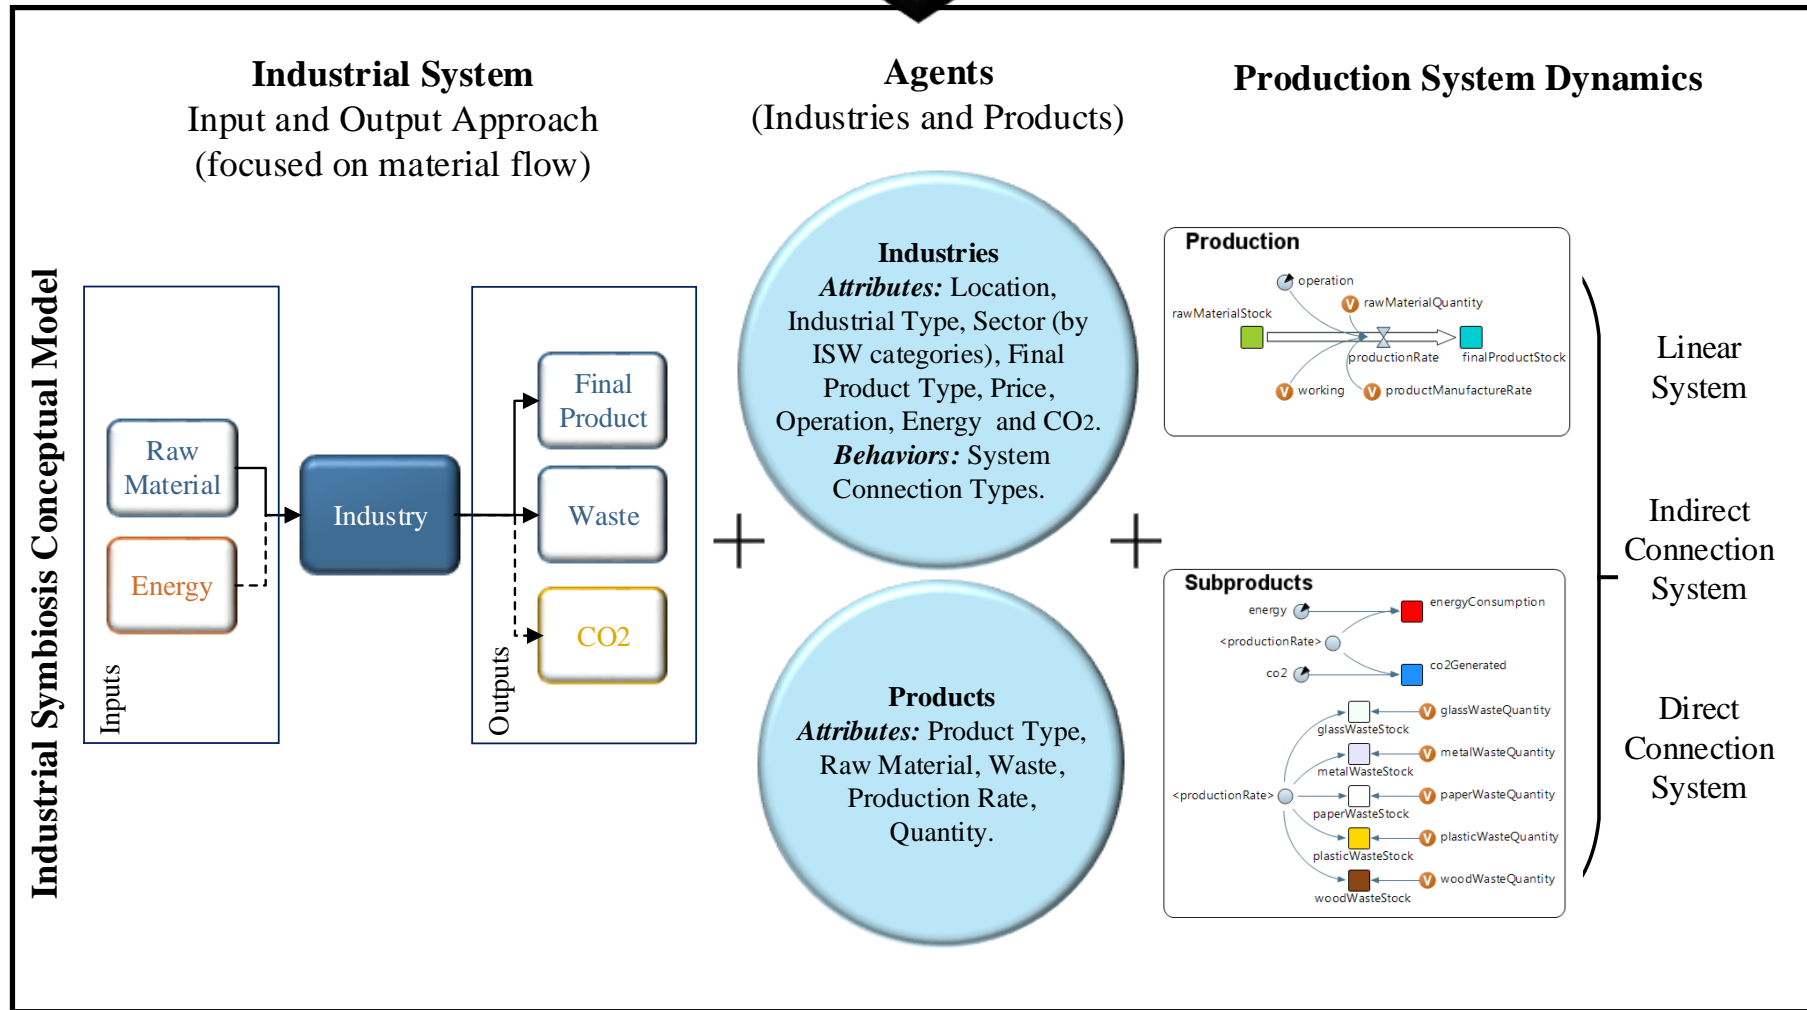 Industrial Symbiosis Conceptual Model
Industrial System
Input and Output Approach
(focused on material flow)
Inputs
Raw
Material
Energy
Industry
Outputs
Final
Product
Waste
CO2
Agents
(Industries and Products)
Industries
Attributes: Location,
Industrial Type, Sector (by
ISW categories), Final
Product Type, Price,
Operation, Energy and CO2.
Behaviors: System
Connection Types.
Products
Attributes: Product Type,
Raw Material, Waste,
Production Rate,
Quantity.
Production System Dynamics
Production
operation
rawMaterialQuantity
rawMaterialStock
productionRate
finalProductStock
working
productManufactureRate
Subproducts
energy
energyConsumption
<productionRate>
co2
co2Generated
glassWasteQuantity
glassWasteStock
metalWasteQuantity
metalWasteStock
<productionRate>
paperWasteQuantity
paperWasteStock
plasticWasteQuantity
plasticWasteStock
woodWasteQuantity
woodWasteStock
Linear
System
Indirect
Connection
System
Direct
Connection
System